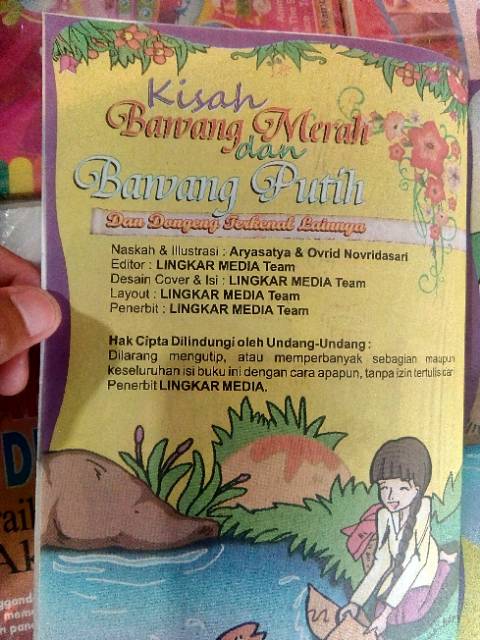 Kisah
Bawang Merah
dan
Bawang Putih
Dan Dongeng Terkenal Lainnya
Naskah & Illustrasi : Aryasatya & Ovrid Novridasari
Editor : LINGKAR MEDIA Team
Desain Cover & Isi : LINGKAR MEDIA Team
Layout : LINGKAR MEDIA Team
Penerbit : LINGKAR MEDIA Team
Hak Cipta Dilindungi oleh Undang-Undang :
Dilarang mengutip, atau memperbanyak sebagian maupun
keseluruhan isi buku ini dengan cara apapun, tanpa izin tertulis dari
Penerbit LINGKAR MEDIA.